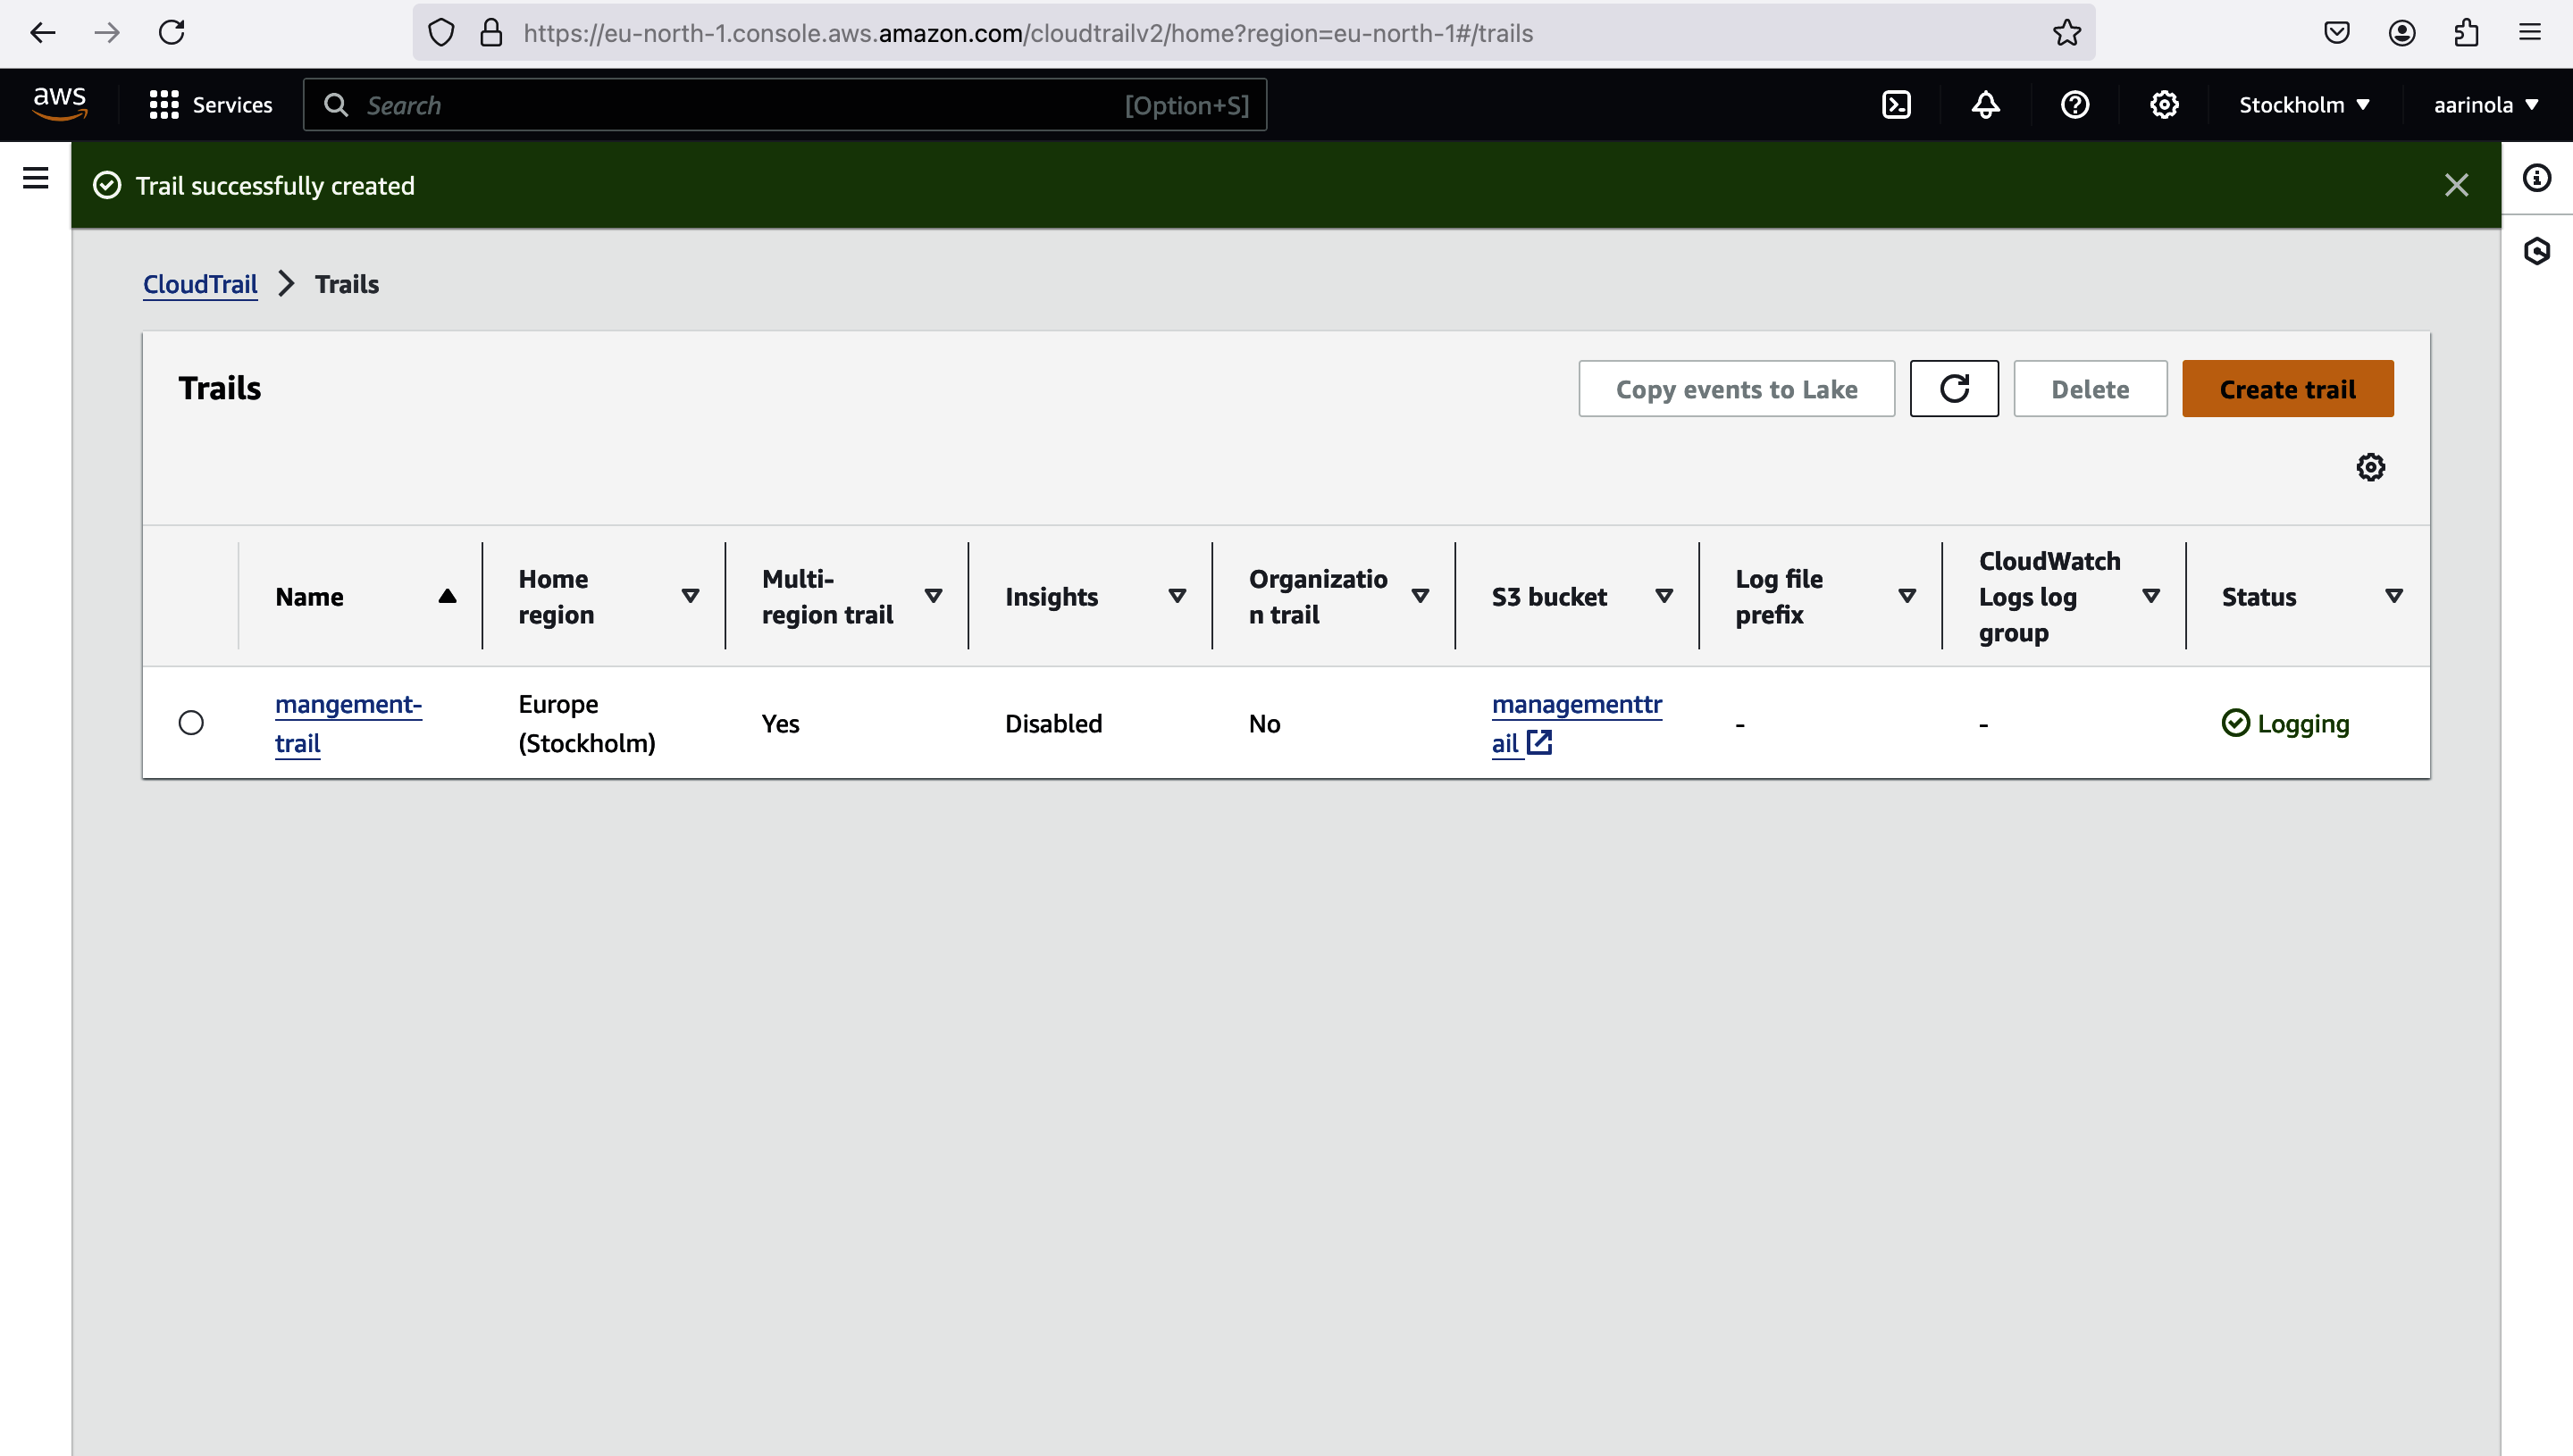 https://eu-north-1.console.aws.amazon.com/cloudtrailv2/home?region=eu-north-1#/trails
aws Services Search [Option+S] Stockholm aarinola
Trail successfully created
CloudTrail Trails
Trails Copy events to Lake Delete Create trail
Name
Home
region
Multi-
region trail
Insights
Organizatio
n trail
S3 bucket
Log file
prefix
CloudWatch
Logs log
group
Status
mangement-
trail
Europe
(Stockholm)
Yes
Disabled
No
managementtr
ail
-
-
Logging